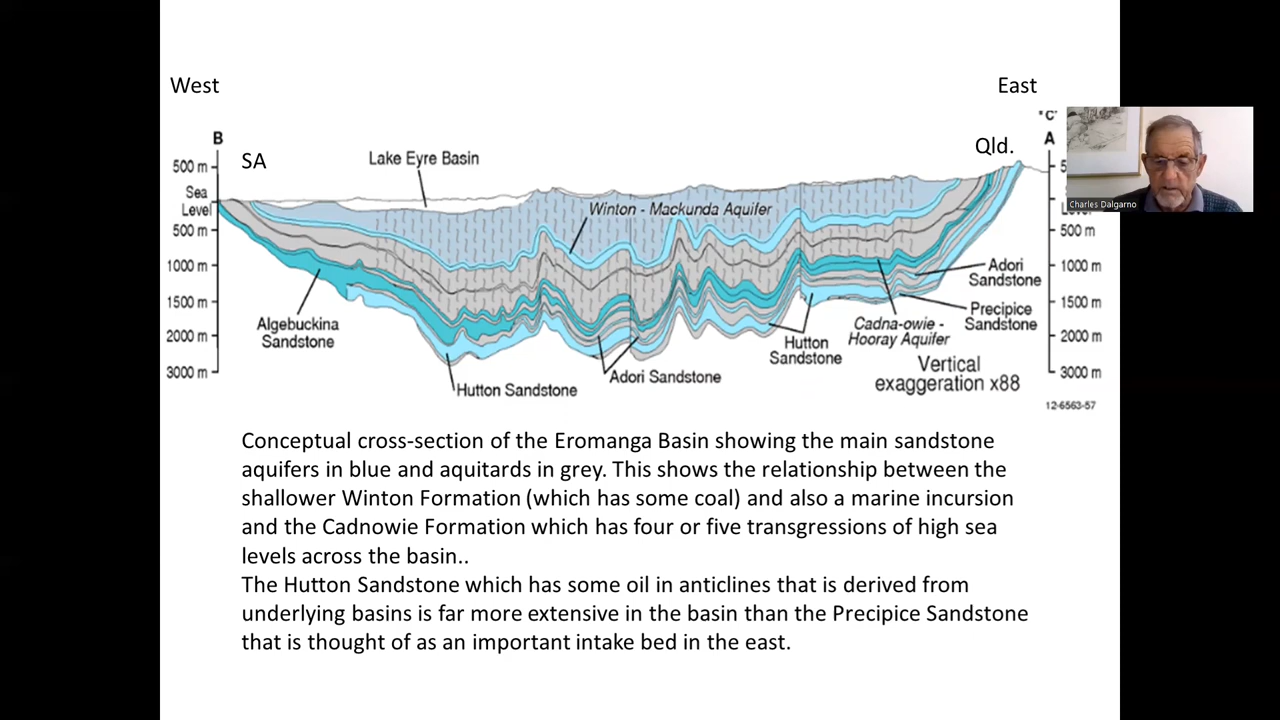 West
East
"C"
B
A
SA
Qld.
Lake Eyre Basin
500 m
Sea
Level
500 m
1000 m
1500 m
2000 m
3000 m
Winton - Mackunda Aquifer
Charles Dalgarno
500 m
1000 m
1500 m
2000 m
3000 m
Algebuckina
Sandstone
Hutton Sandstone
Adori Sandstone
Hutton
Sandstone
Cadna-owie -
Hooray Aquifer
Adori
Sandstone
Precipice
Sandstone
Vertical
exaggeration x88
12-6563-57
Conceptual cross-section of the Eromanga Basin showing the main sandstone
aquifers in blue and aquitards in grey. This shows the relationship between the
shallower Winton Formation (which has some coal) and also a marine incursion
and the Cadnowie Formation which has four or five transgressions of high sea
levels across the basin..
The Hutton Sandstone which has some oil in anticlines that is derived from
underlying basins is far more extensive in the basin than the Precipice Sandstone
that is thought of as an important intake bed in the east.